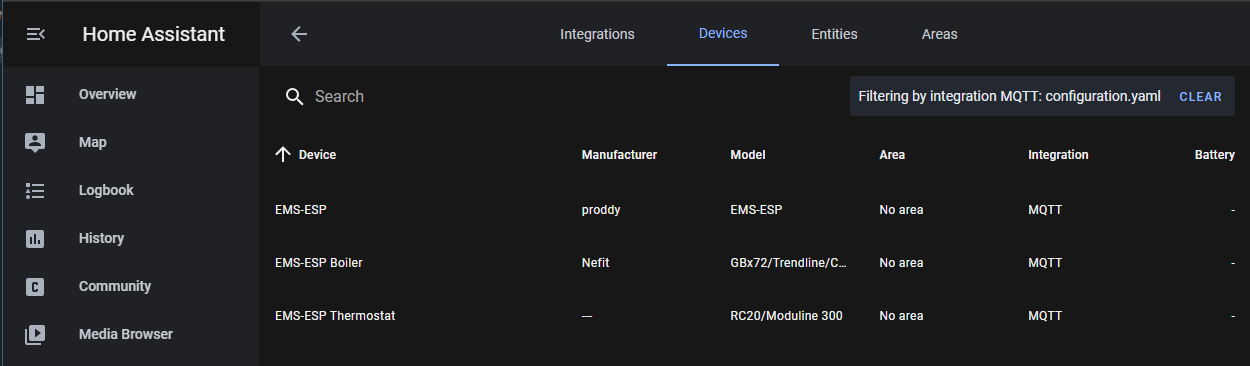 Home Assistant
Integrations
Devices
Entities
Areas
Overview
Map
Logbook
History
C
Community
Media Browser
Search
Filtering by integration MQTT: configuration.yaml CLEAR
Device Manufacturer Model Area Integration Battery
EMS-ESP proddy EMS-ESP No area MQTT -
EMS-ESP Boiler Nefit GBx72/Trendline/C... No area MQTT -
EMS-ESP Thermostat --- RC20/Moduline 300 No area MQTT -